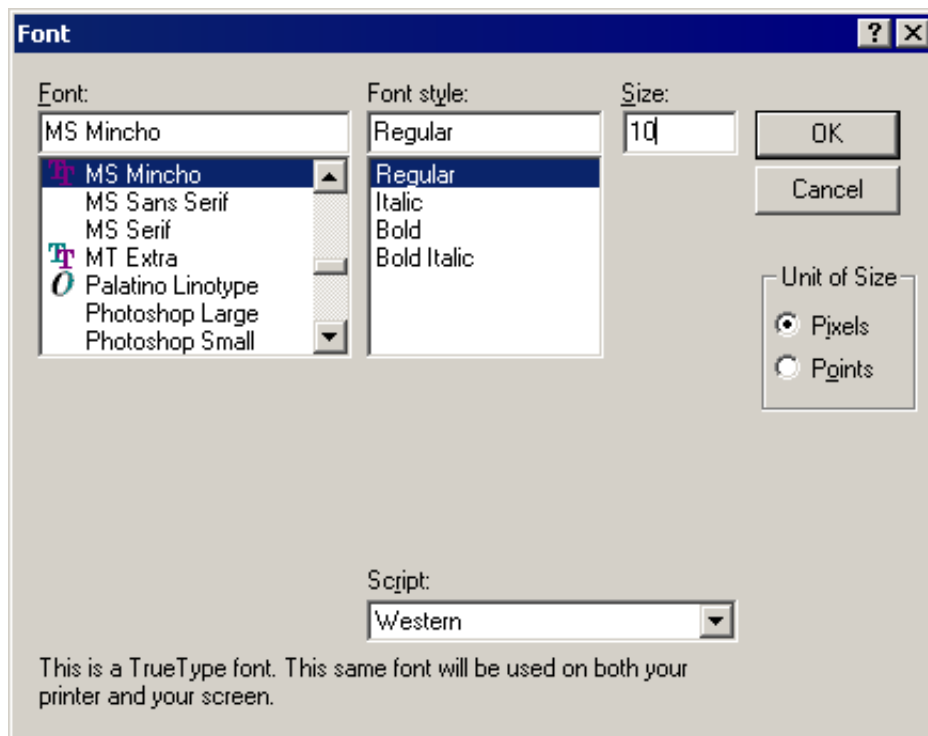 Font
Font:
MS Mincho
MS Mincho
MS Sans Serif
MS Serif
MT Extra
Palatino Linotype
Photoshop Large
Photoshop Small
Font style:
Regular
Regular
Italic
Bold
Bold Italic
Size:
10
OK
Cancel
Unit of Size
Pixels
Points
Script:
Western
This is a TrueType font. This same font will be used on both your
printer and your screen.